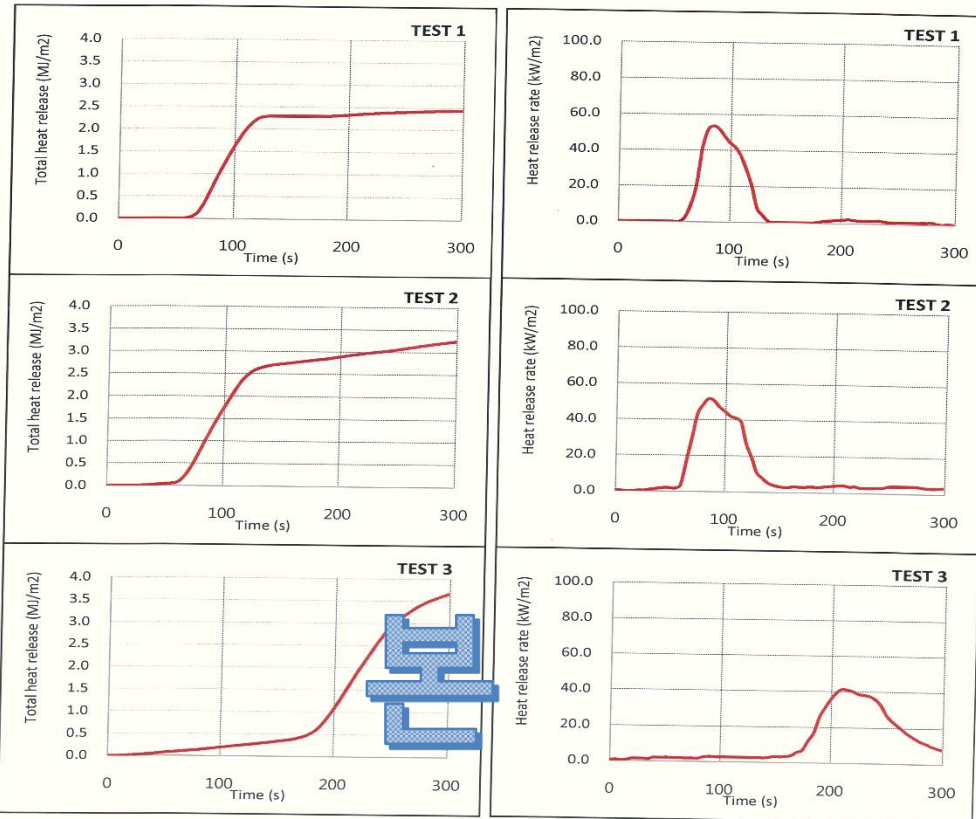 TEST 1
Total heat release (MJ/m2)
4.0
3.5
3.0
2.5
2.0
1.5
1.0
0.5
0.0
0 100 200 300
Time (s)
TEST 1
Heat release rate (kW/m2)
100.0
80.0
60.0
40.0
20.0
0.0
0 100 200 300
Time (s)
TEST 2
Total heat release (MJ/m2)
4.0
3.5
3.0
2.5
2.0
1.5
1.0
0.5
0.0
0 100 200 300
Time (s)
TEST 2
Heat release rate (kW/m2)
100.0
80.0
60.0
40.0
20.0
0.0
0 100 200 300
Time (s)
TEST 3
Total heat release (MJ/m2)
4.0
3.5
3.0
2.5
2.0
1.5
1.0
0.5
0.0
0 100 200 300
Time (s)
본
TEST 3
Heat release rate (kW/m2)
100.0
80.0
60.0
40.0
20.0
0.0
0 100 200 300
Time (s)